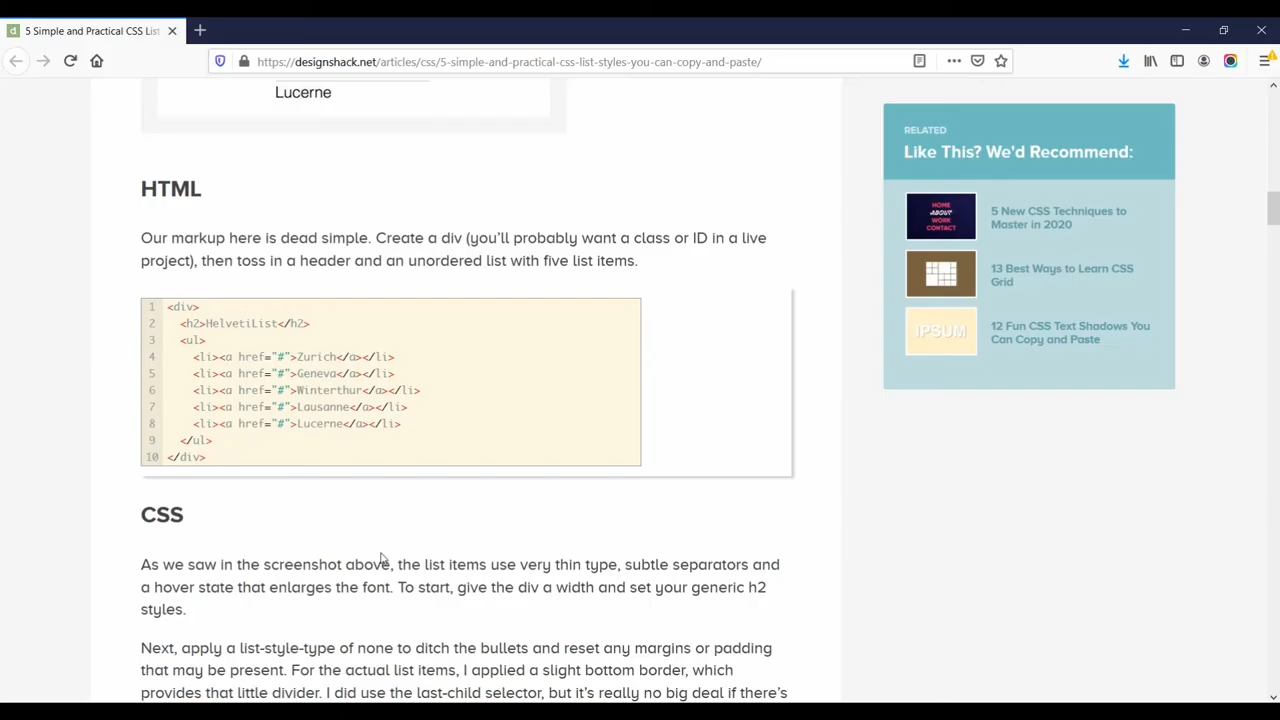 5 Simple and Practical CSS List
https://designshack.net/articles/css/5-simple-and-practical-css-list-styles-you-can-copy-and-paste/
Lucerne
HTML
Our markup here is dead simple. Create a div (you'll probably want a class or ID in a live
project), then toss in a header and an unordered list with five list items.
1 <div>
2 <h2>HelvetiList</h2>
3 <ul>
4 <li><a href="#">Zurich</a></li>
5 <li><a href="#">Geneva</a></li>
6 <li><a href="#">Winterthur</a></li>
7 <li><a href="#">Lausanne</a></li>
8 <li><a href="#">Lucerne</a></li>
9 </ul>
10 </div>
CSS
As we saw in the screenshot above, the list items use very thin type, subtle separators and
a hover state that enlarges the font. To start, give the div a width and set your generic h2
styles.
Next, apply a list-style-type of none to ditch the bullets and reset any margins or padding
that may be present. For the actual list items, I applied a slight bottom border, which
provides that little divider. I did use the last-child selector, but it's really no big deal if there's
RELATED
Like This? We'd Recommend:
HOME
ABOUT
WORK
CONTACT
5 New CSS Techniques to
Master in 2020
13 Best Ways to Learn CSS
Grid
IPSUM
12 Fun CSS Text Shadows You
Can Copy and Paste